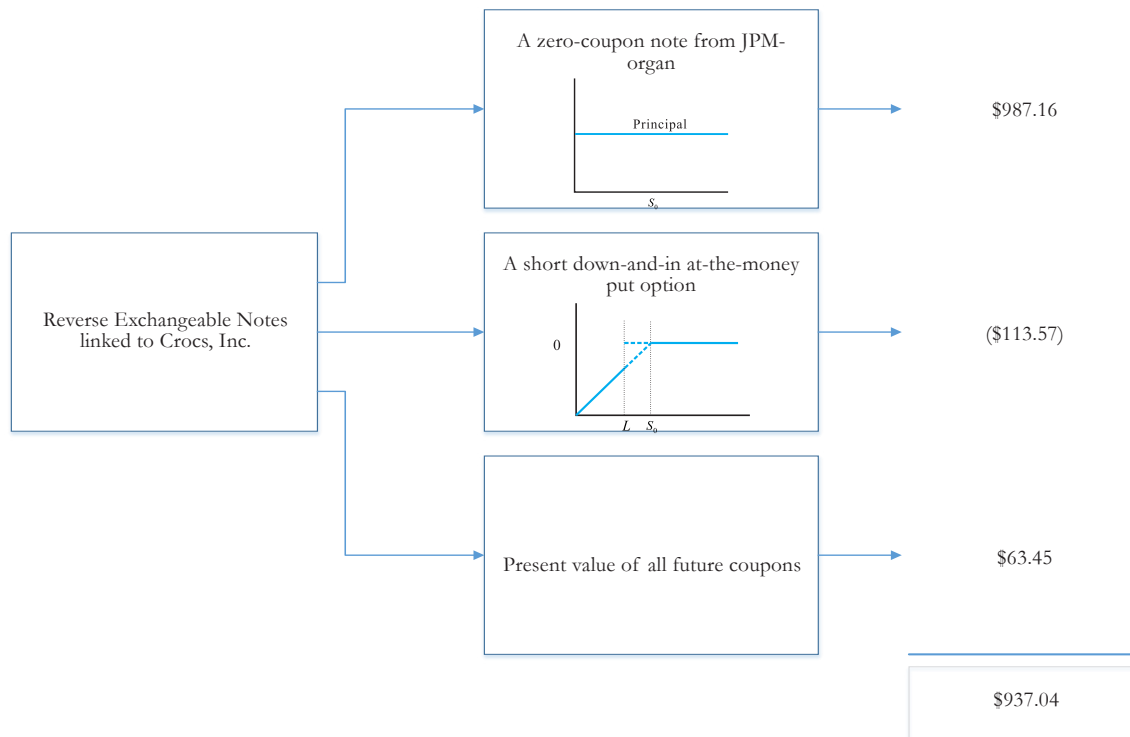 A zero-coupon note from JPM-
organ
Principal
S₀
$987.16
Reverse Exchangeable Notes
linked to Crocs, Inc.
A short down-and-in at-the-money
put option
0
L S₀
($113.57)
Present value of all future coupons
$63.45
$937.04